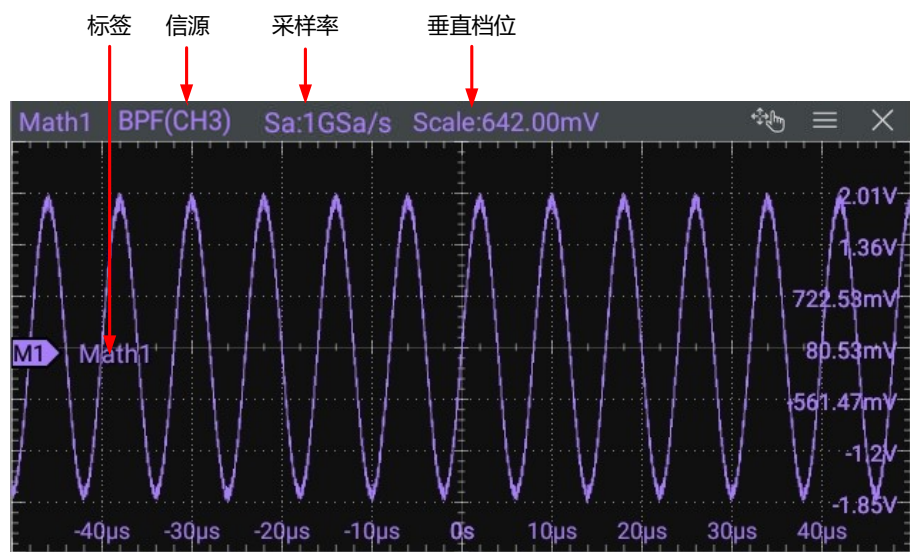 标签 信源 采样率 垂直档位
Math1 BPF(CH3) Sa:1GSa/s Scale:642.00mV
2.01V
1.36V
722.53mV
M1 Math1 80.53mV
-561.47mV
-1.2V
-1.85V
-40μs -30μs -20μs -10μs 0s 10μs 20μs 30μs 40μs